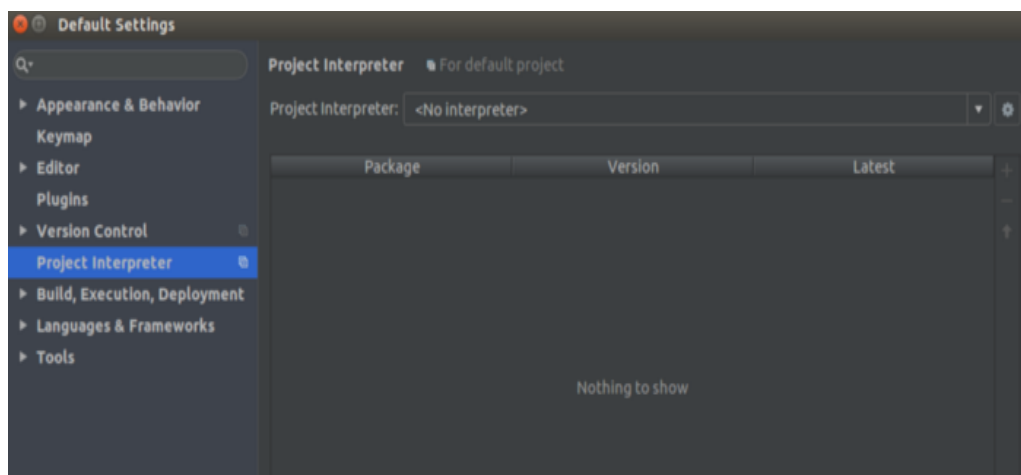 Default Settings
Project Interpreter For default project
Appearance & Behavior
Project Interpreter: <No interpreter>
Keymap
Editor
Package Version Latest
Plugins
Version Control
Project Interpreter
Build, Execution, Deployment
Languages & Frameworks
Tools
Nothing to show